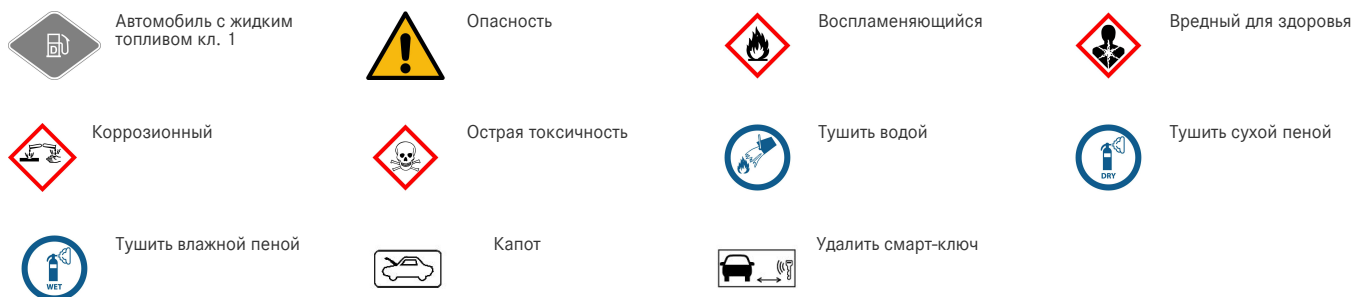 D
Автомобиль с жидким
топливом кл. 1
Опасность
Воспламеняющийся
Вредный для здоровья
Коррозионный
Острая токсичность
Тушить водой
DRY
Тушить сухой пеной
WET
Тушить влажной пеной
Капот
Удалить смарт-ключ